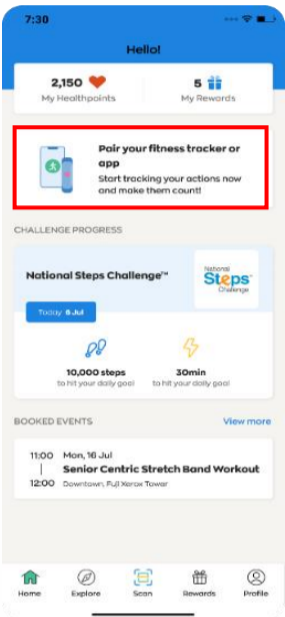 7:30
Hello!
2,150
5
My Healthpoints
My Rewards
Pair your fitness tracker or
app
Start tracking your actions now
and make them count!
CHALLENGE PROGRESS
National Steps Challenge™
National
Steps
Challenge
Today 6 Jul
10,000 steps
to hit your daily goal
30min
to hit your daily goal
BOOKED EVENTS
View more
11:00 Mon, 16 Jul
Senior Centric Stretch Band Workout
12:00 Downtown, Fuji Xerox Tower
Home
Explore
Scan
Rewards
Profile